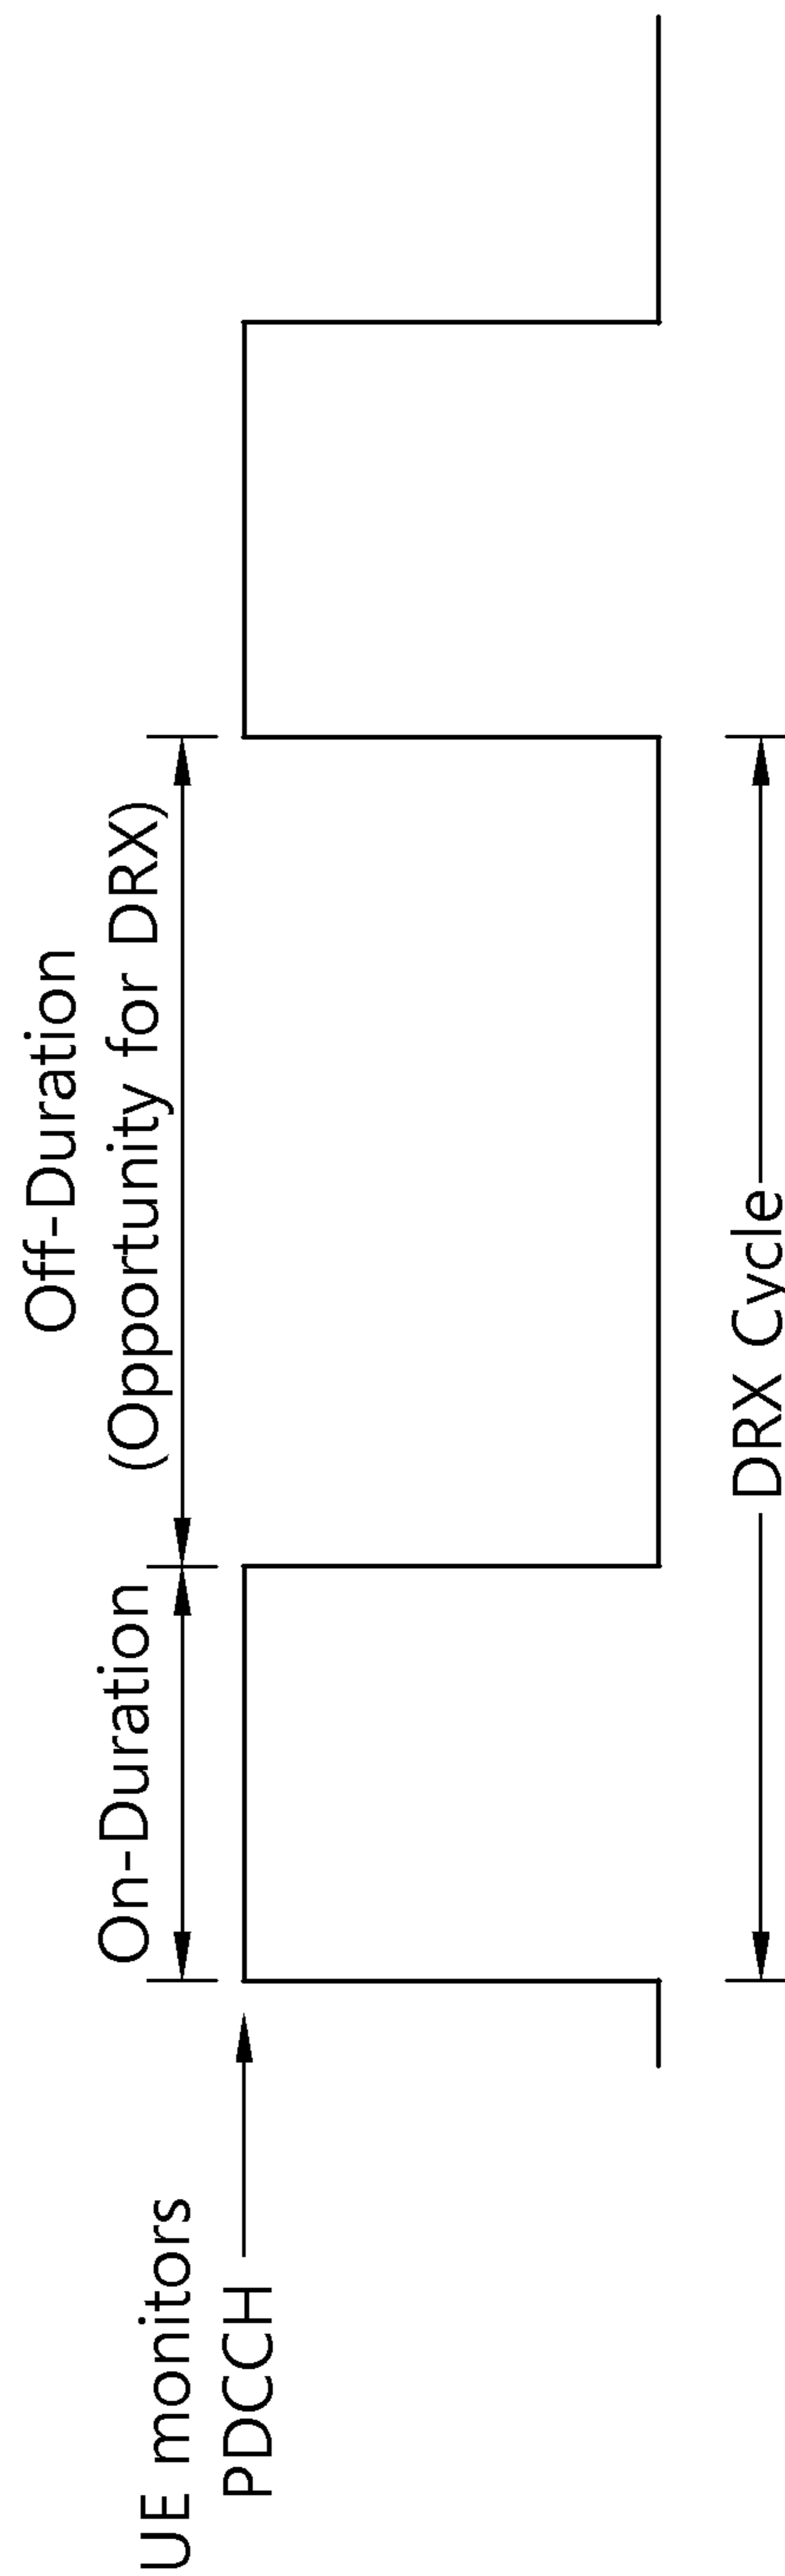 Off-Duration
(Opportunity for DRX)
On-Duration
UE monitors
PDCCH
DRX Cycle